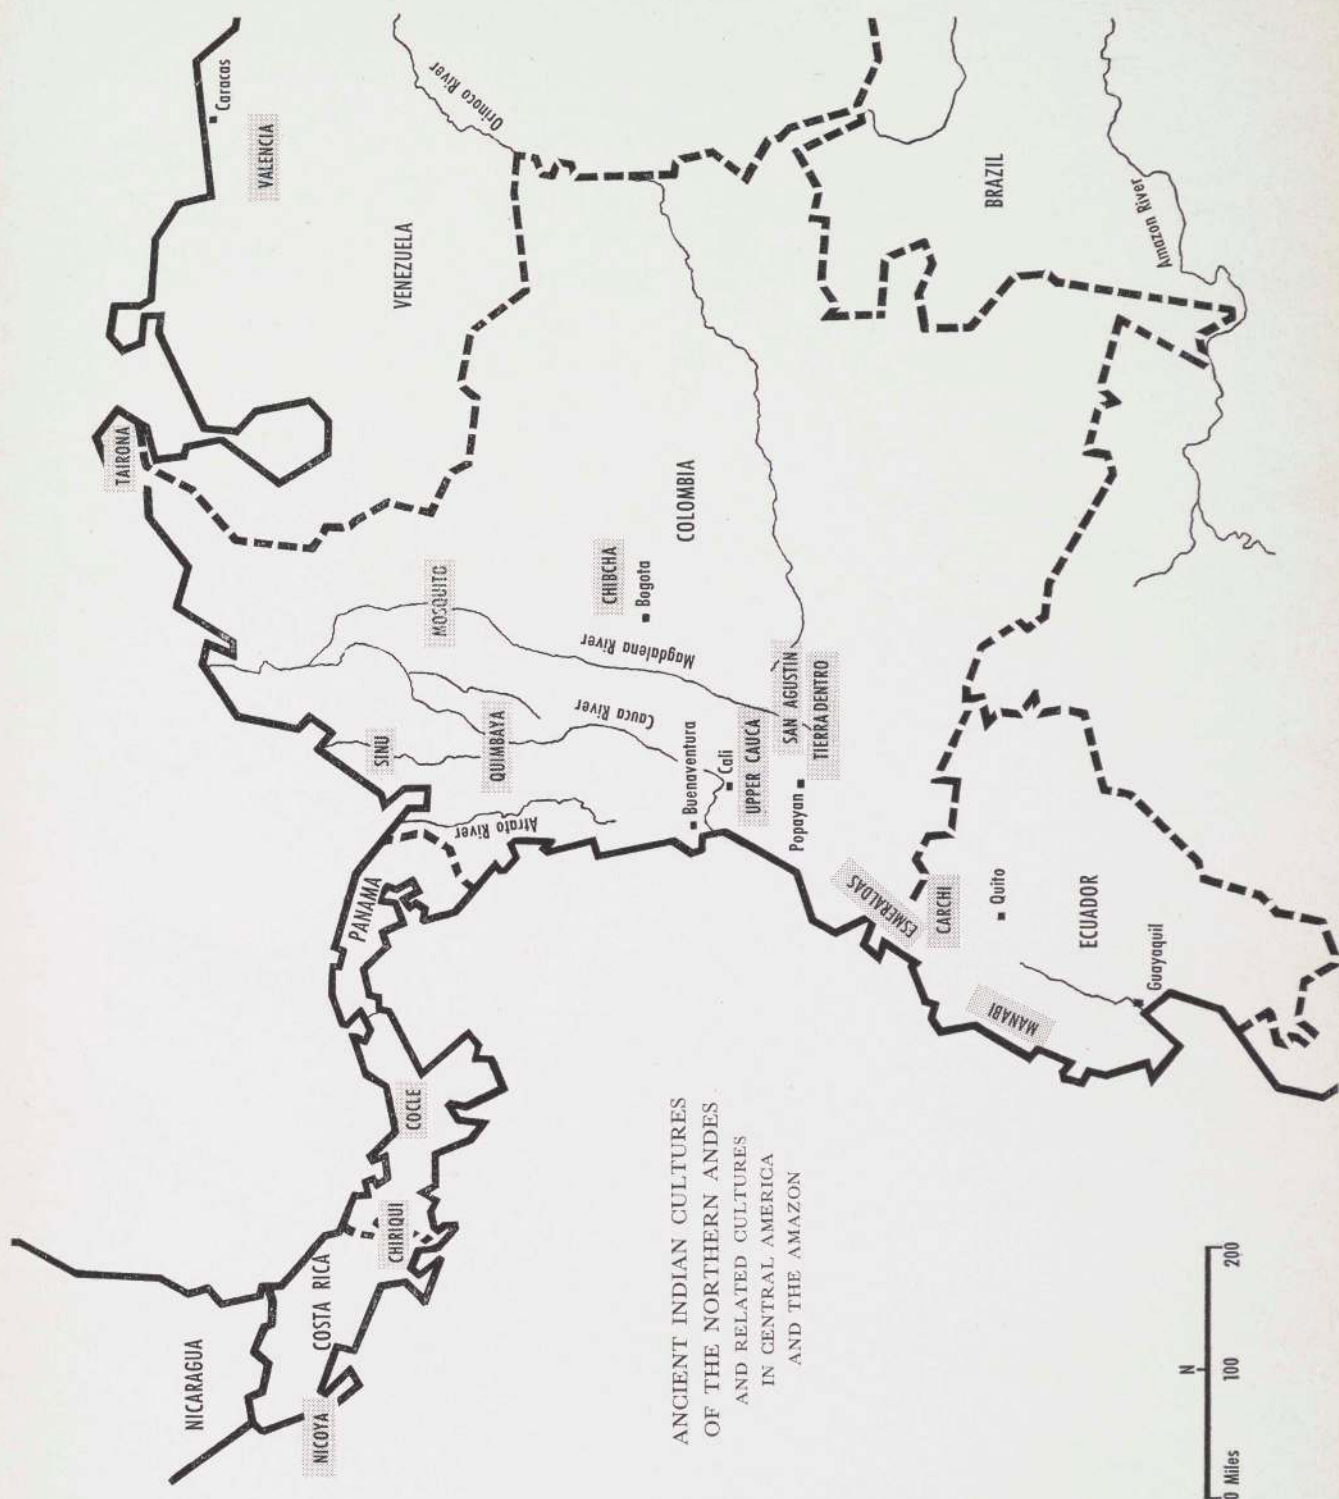 ANCIENT INDIAN CULTURES
OF THE NORTHERN ANDES
AND RELATED CULTURES
IN CENTRAL AMERICA
AND THE AMAZON
NICARAGUA
COSTA RICA
NICOYA
CHIRIQUI
COCLE
PANAMA
TAIRONA
Caracas
VALENCIA
VENEZUELA
Orinoco River
MOSQUITO
SINU
QUIMBAYA
Atrato River
Cauca River
Magdalena River
CHIBCHA
Bogota
COLOMBIA
Buenaventura
Cali
UPPER CAUCA
Popayan
SAN AGUSTIN
TIERRADENTRO
BRAZIL
Amazon River
ESMERALDAS
CARCHI
Quito
ECUADOR
MANABI
Guayaquil
N
0 Miles
100
200